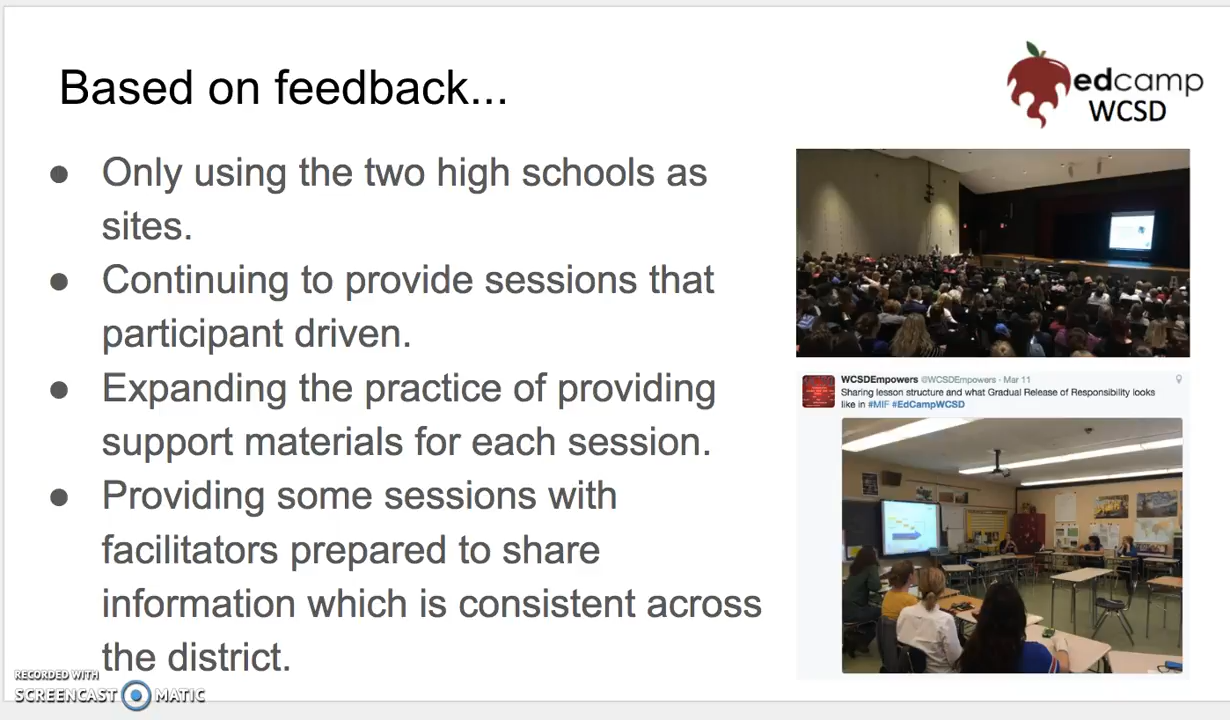 Based on feedback...
edcamp
WCSD
● Only using the two high schools as
sites.
● Continuing to provide sessions that
participant driven.
● Expanding the practice of providing
support materials for each session.
● Providing some sessions with
facilitators prepared to share
information which is consistent across
the district.
WCSDEmpowers @WCSDEmpowers · Mar 11
Sharing lesson structure and what Gradual Release of Responsibility looks
like in #MIF #EdCampWCSD
RECORDED WITH
SCREENCAST MATIC